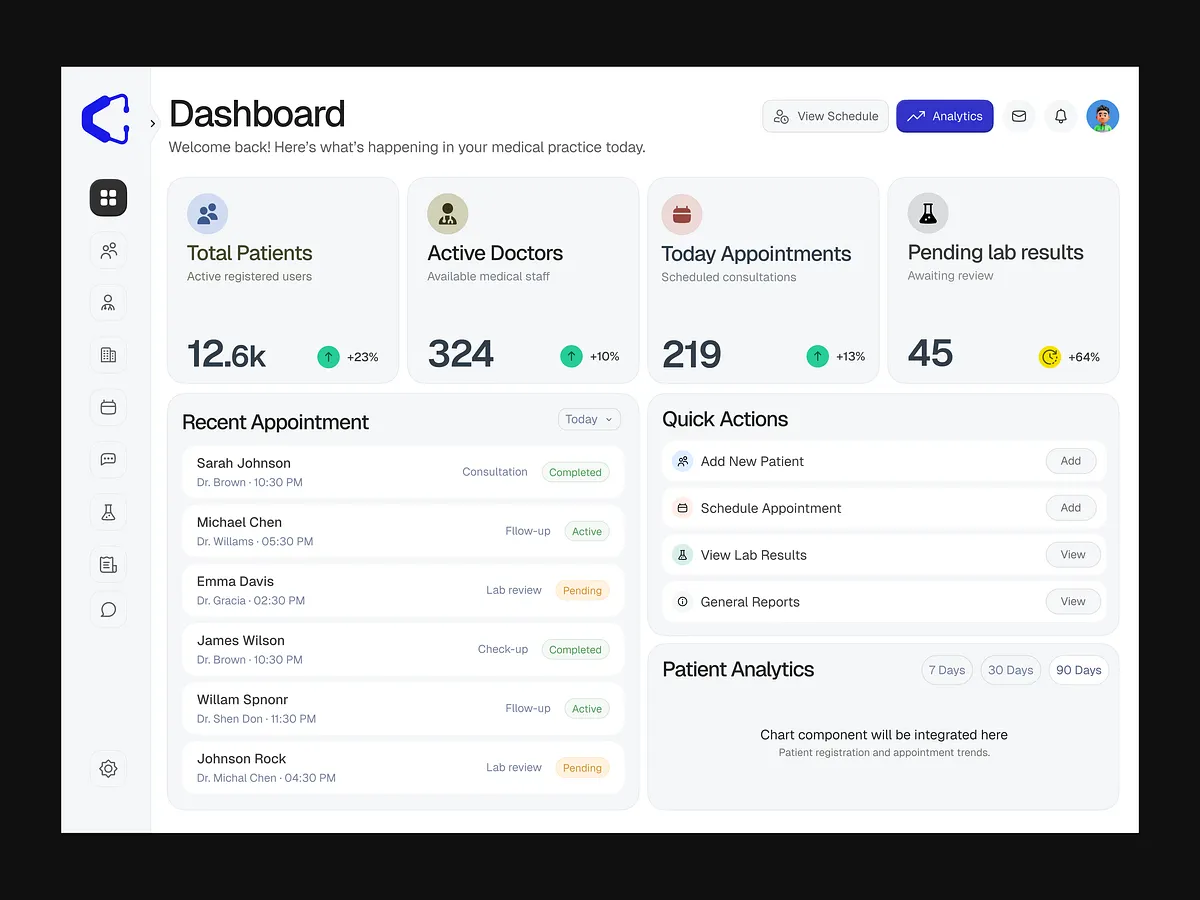 Dashboard
Welcome back! Here's what's happening in your medical practice today.
View Schedule
Analytics
Total Patients
Active registered users
12.6k
+23%
Active Doctors
Available medical staff
324
+10%
Today Appointments
Scheduled consultations
219
+13%
Pending lab results
Awaiting review
45
+64%
Recent Appointment
Today
Sarah Johnson
Dr. Brown · 10:30 PM
Consultation
Completed
Michael Chen
Dr. Willams · 05:30 PM
Fllow-up
Active
Emma Davis
Dr. Gracia · 02:30 PM
Lab review
Pending
James Wilson
Dr. Brown · 10:30 PM
Check-up
Completed
Willam Sponnr
Dr. Shen Don · 11:30 PM
Fllow-up
Active
Johnson Rock
Dr. Michal Chen · 04:30 PM
Lab review
Pending
Quick Actions
Add New Patient
Add
Schedule Appointment
Add
View Lab Results
View
General Reports
View
Patient Analytics
7 Days
30 Days
90 Days
Chart component will be integrated here
Patient registration and appointment trends.